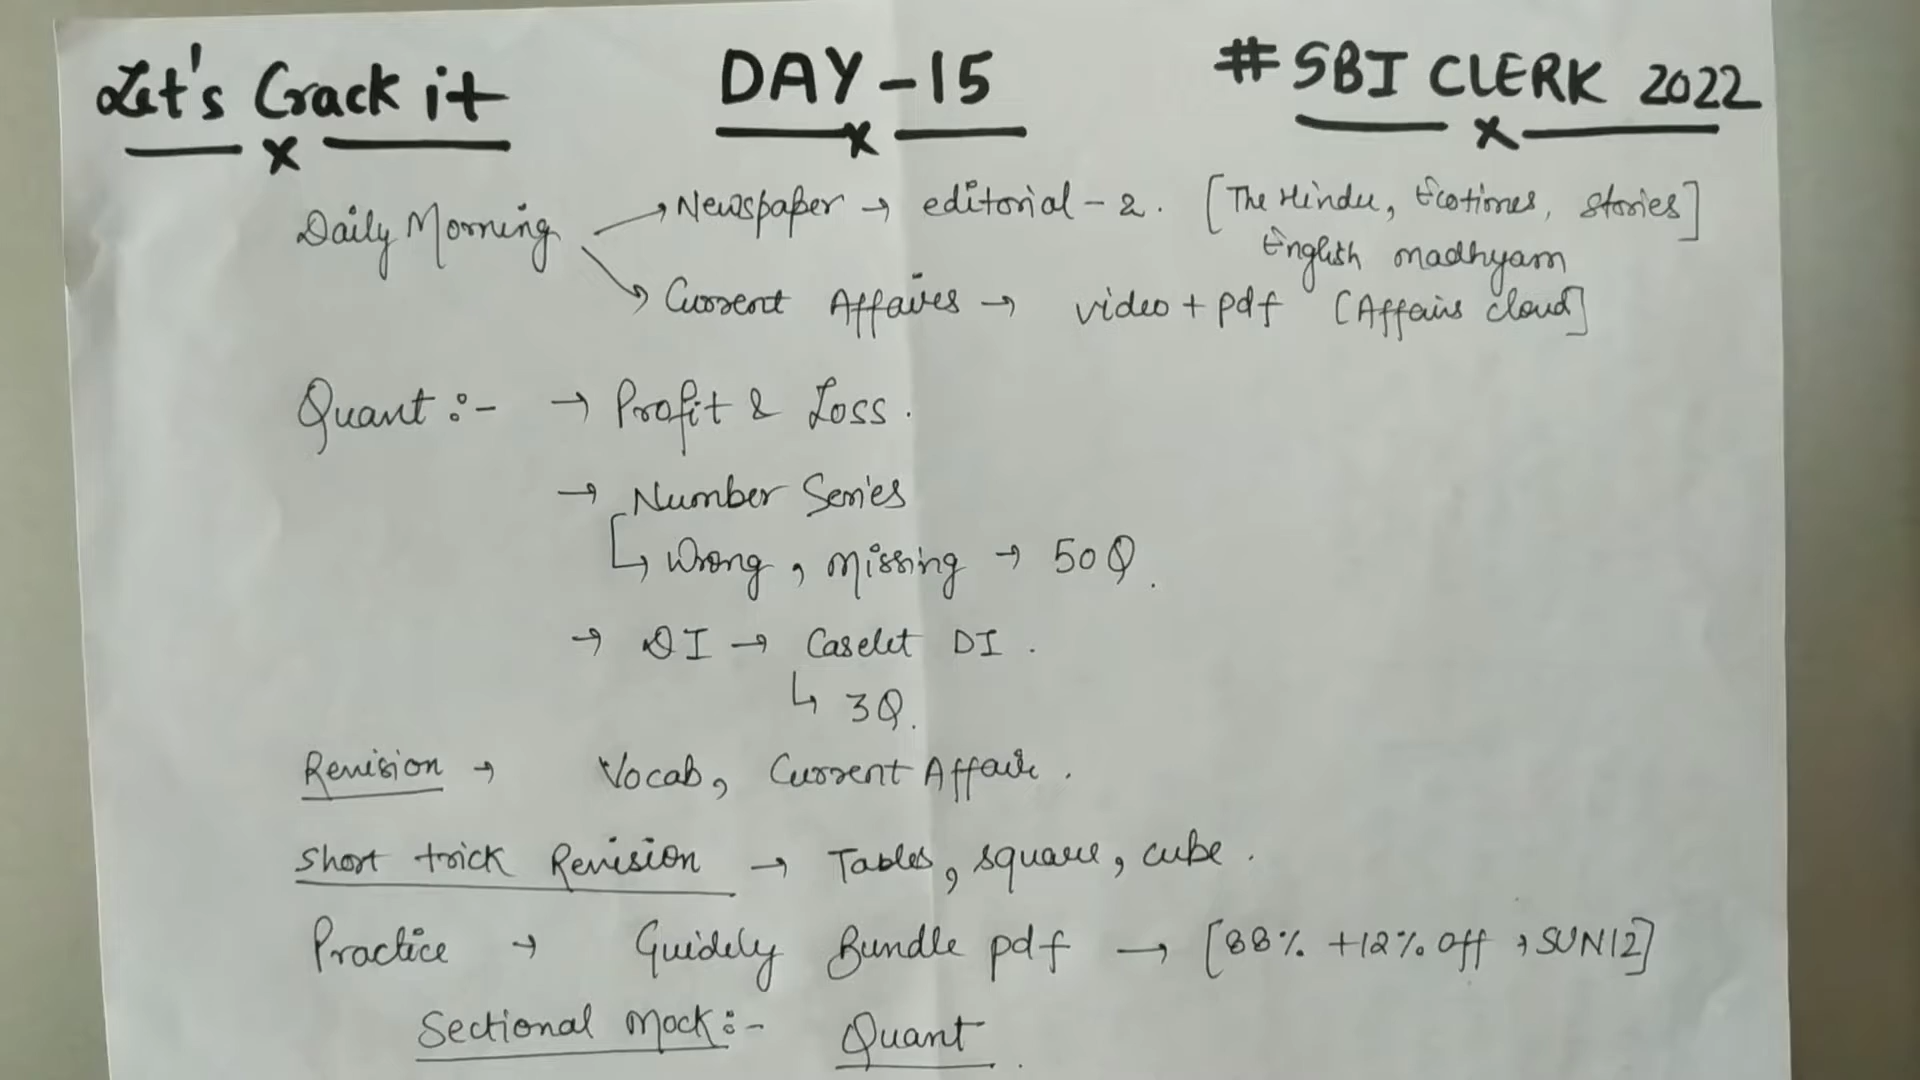 Let's Crack it DAY-15 #SBI CLERK 2022
Daily Morning → Newspaper → editorial - 2. [The Hindu, Ecotimes, stories]
English madhyam
→ Current Affaires → video + pdf [Affairs cloud]
Quant :- → Profit & Loss.
→ Number Series
↳ Wrong, missing → 50 Q.
→ DI → Caselet DI.
↳ 3Q.
Revision → Vocab, Current Affair.
Short trick Revision → Tables, square, cube.
Practice → Guidely Bundle pdf → [88% +12% off, SUN12]
Sectional Mock :- Quant.